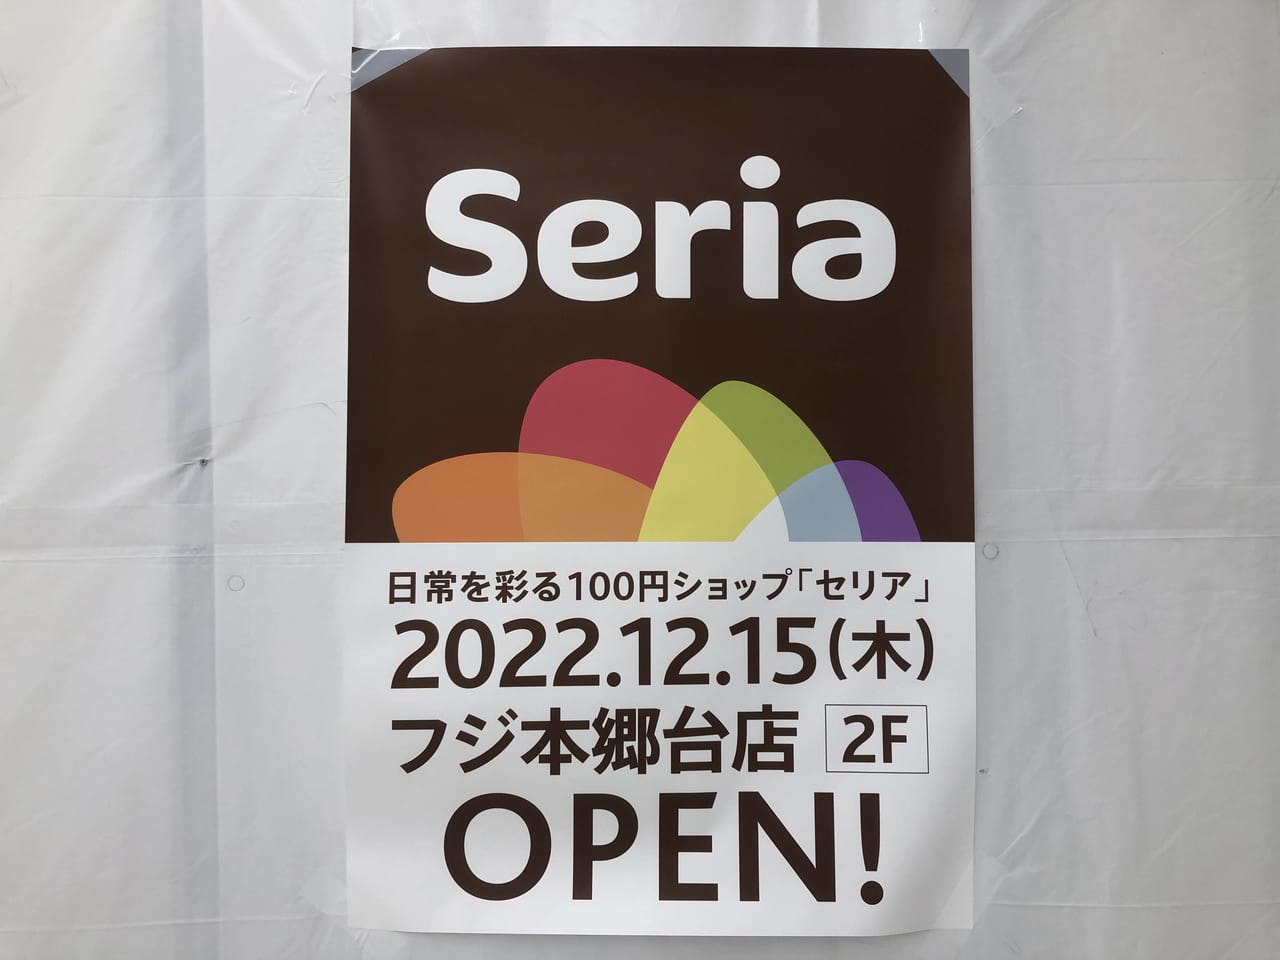 Seria
日常を彩る100円ショップ「セリア」
2022.12.15(木)
フジ本郷台店 2F
OPEN!